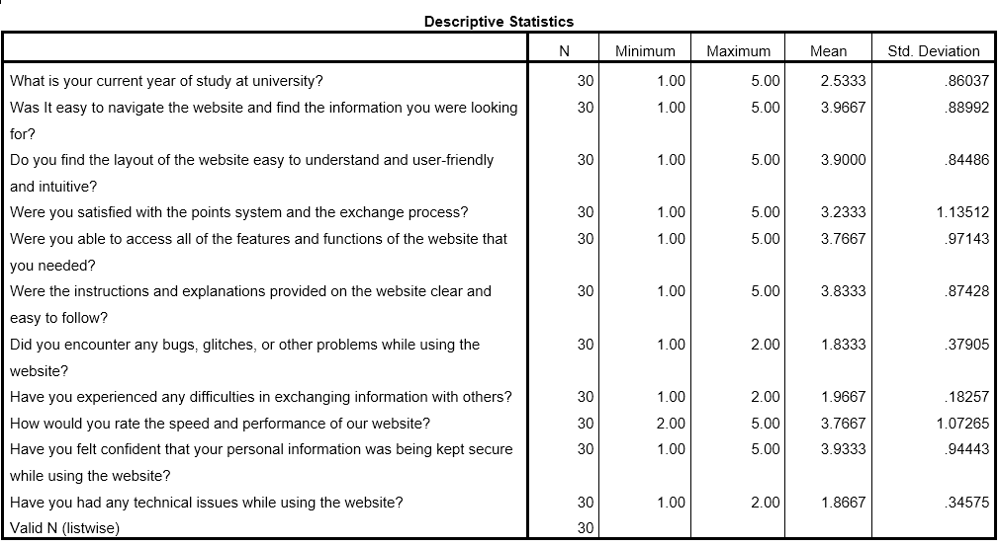 Descriptive Statistics
N Minimum Maximum Mean Std. Deviation
What is your current year of study at university? 30 1.00 5.00 2.5333 .86037
Was It easy to navigate the website and find the information you were looking 30 1.00 5.00 3.9667 .88992
for?
Do you find the layout of the website easy to understand and user-friendly 30 1.00 5.00 3.9000 .84486
and intuitive?
Were you satisfied with the points system and the exchange process? 30 1.00 5.00 3.2333 1.13512
Were you able to access all of the features and functions of the website that 30 1.00 5.00 3.7667 .97143
you needed?
Were the instructions and explanations provided on the website clear and 30 1.00 5.00 3.8333 .87428
easy to follow?
Did you encounter any bugs, glitches, or other problems while using the 30 1.00 2.00 1.8333 .37905
website?
Have you experienced any difficulties in exchanging information with others? 30 1.00 2.00 1.9667 .18257
How would you rate the speed and performance of our website? 30 2.00 5.00 3.7667 1.07265
Have you felt confident that your personal information was being kept secure 30 1.00 5.00 3.9333 .94443
while using the website?
Have you had any technical issues while using the website? 30 1.00 2.00 1.8667 .34575
Valid N (listwise) 30